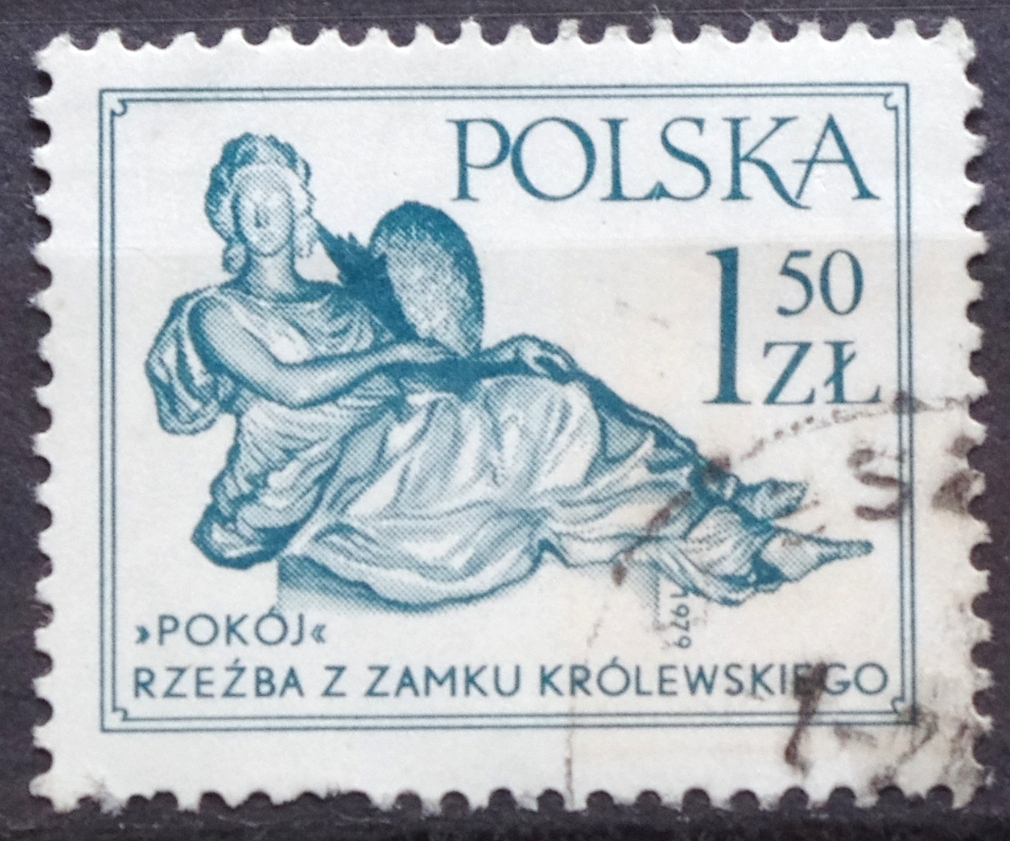 POLSKA
1 50
ZŁ
1979
»POKÓJ«
RZEŹBA Z ZAMKU KRÓLEWSKIEGO